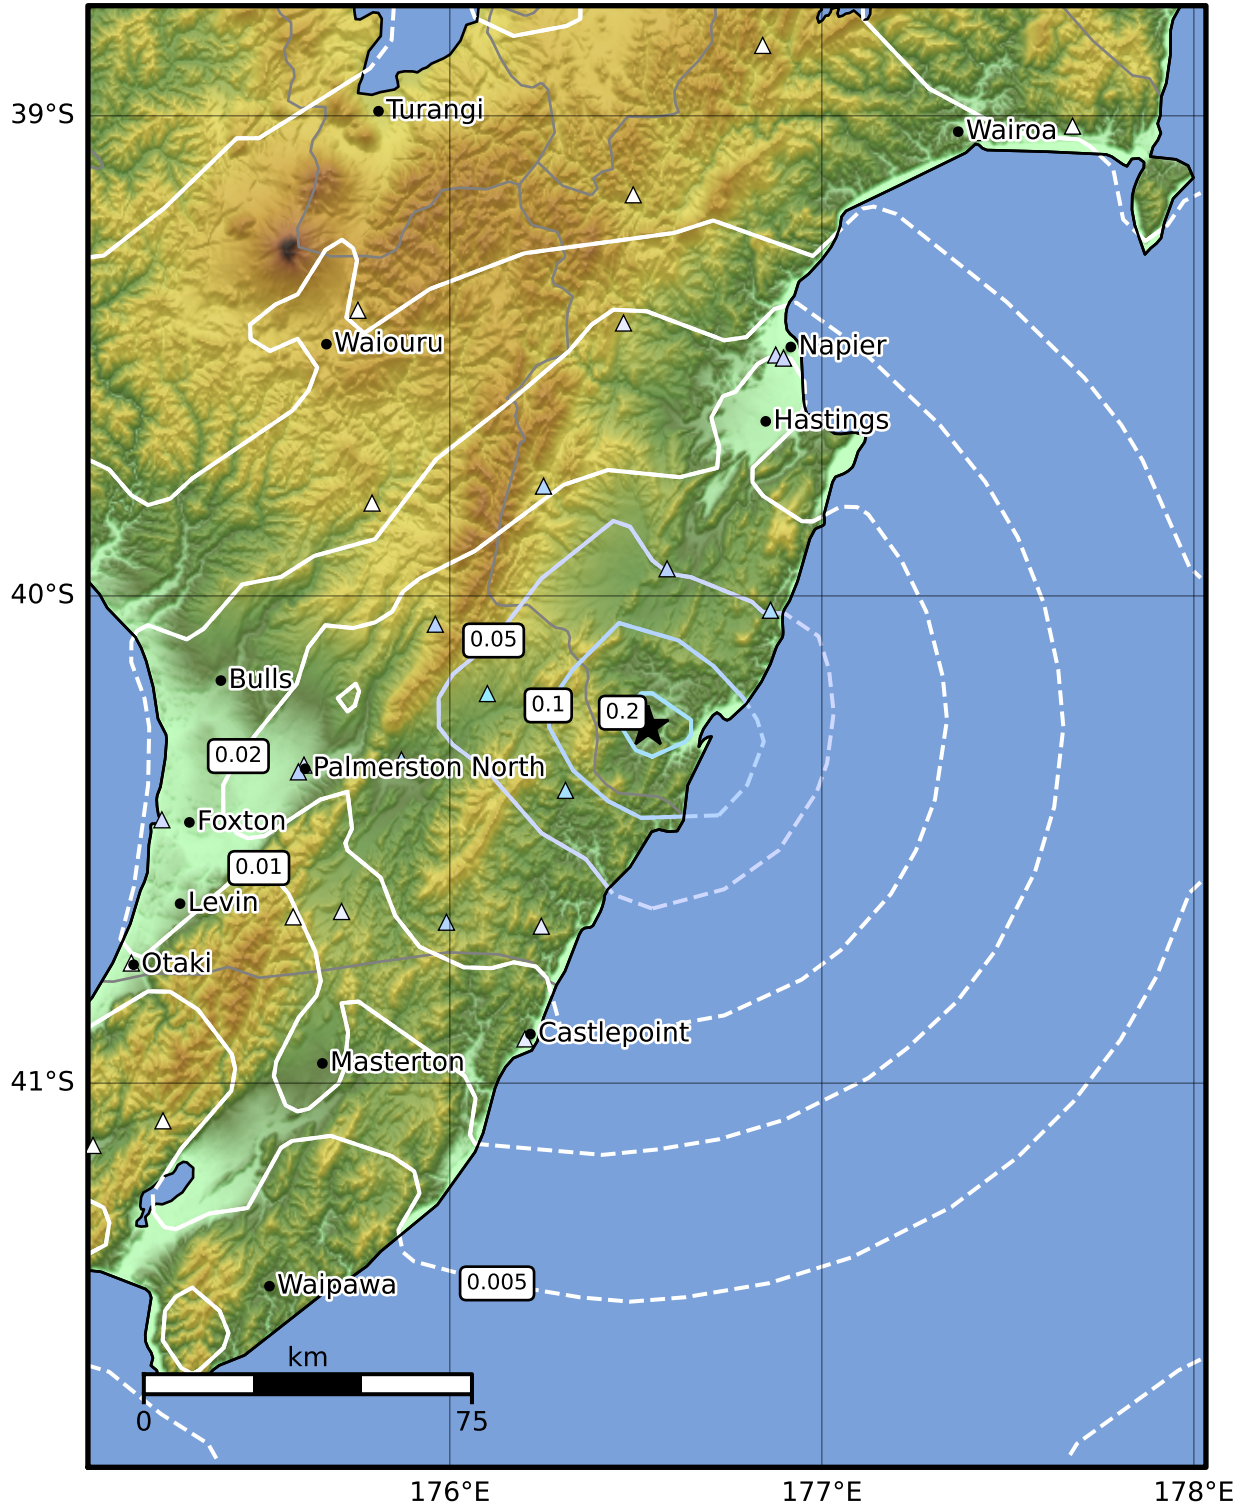 39°S
Turangi
Wairoa
Waiouru
Napier
Hastings
40°S
0.05
Bulls
0.1
0.2
0.02
Palmerston North
Foxton
0.01
Levin
Otaki
Castlepoint
Masterton
41°S
0.005
Waipawa
km
0
75
176°E
177°E
178°E